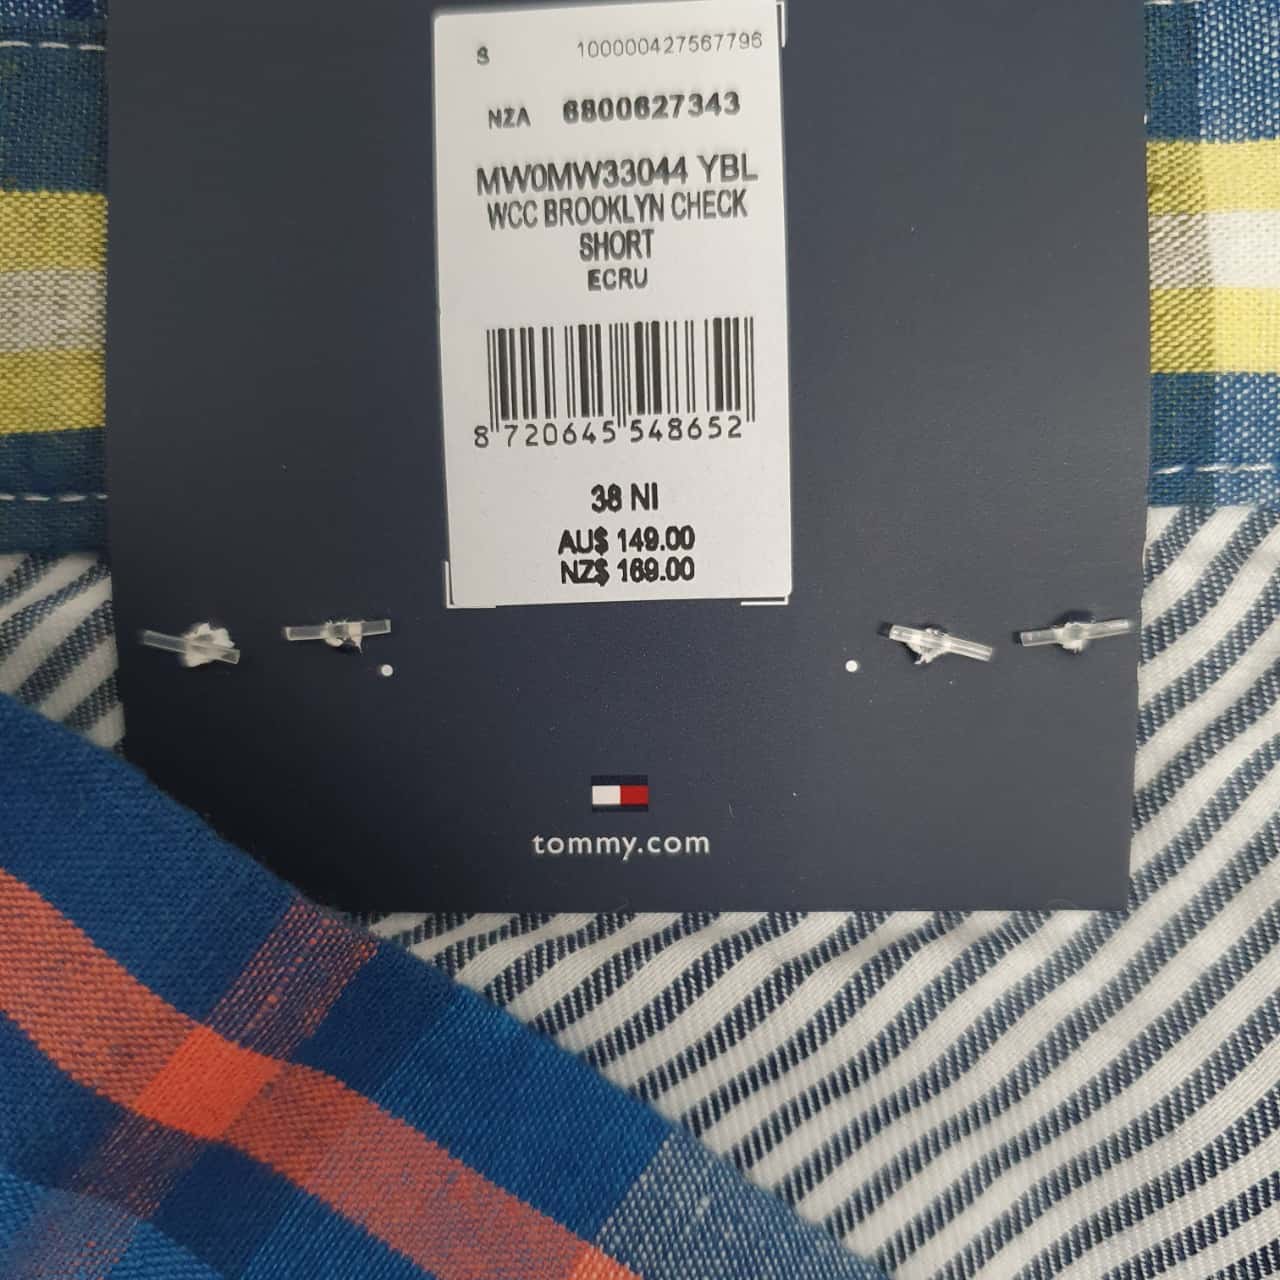 S 100000427567796
NZA 6800627343
MW0MW33044 YBL
WCC BROOKLYN CHECK
SHORT
ECRU
8 720645 548652
38 NI
AU$ 149.00
NZ$ 169.00
tommy.com